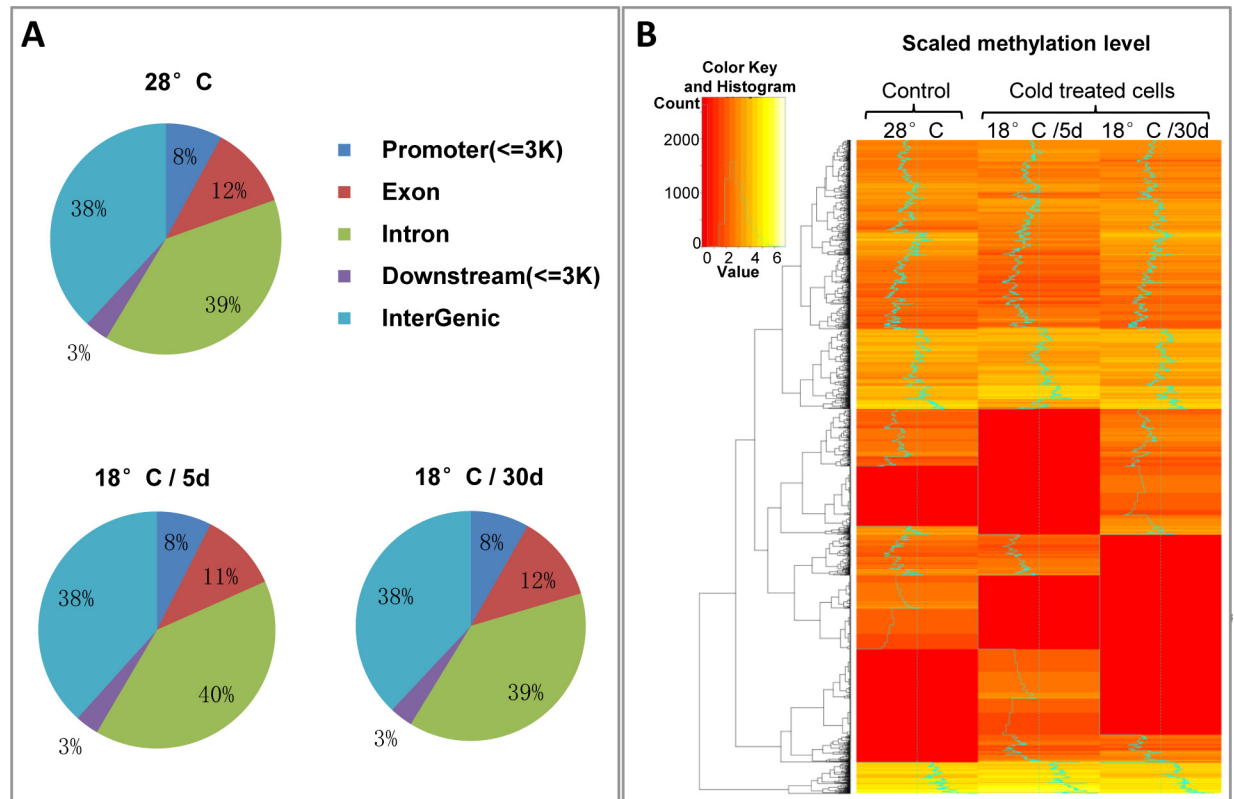 A
28° C
8%
12%
38%
39%
3%
Promoter(<=3K)
Exon
Intron
Downstream(<=3K)
InterGenic
18° C / 5d
8%
11%
38%
40%
3%
18° C / 30d
8%
12%
38%
39%
3%
B
Scaled methylation level
Color Key
and Histogram
Count
2000
1000
0
0 2 4 6
Value
Control
Cold treated cells
28° C
18° C /5d
18° C /30d